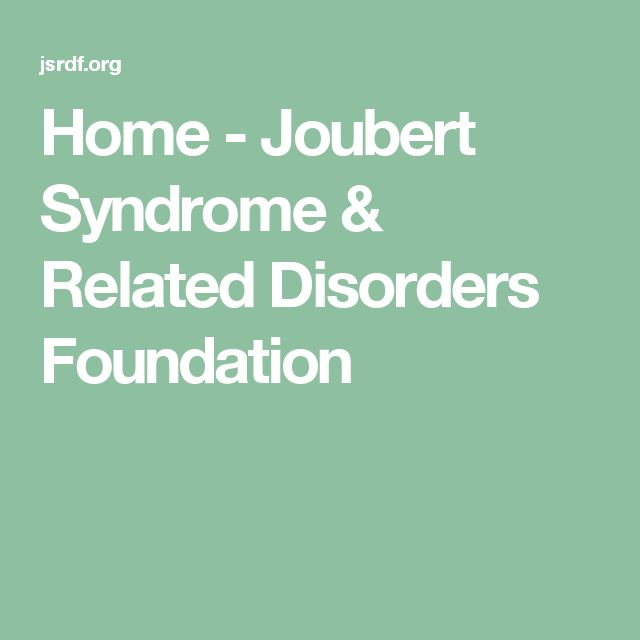 jsrdf.org
Home - Joubert
Syndrome &
Related Disorders
Foundation